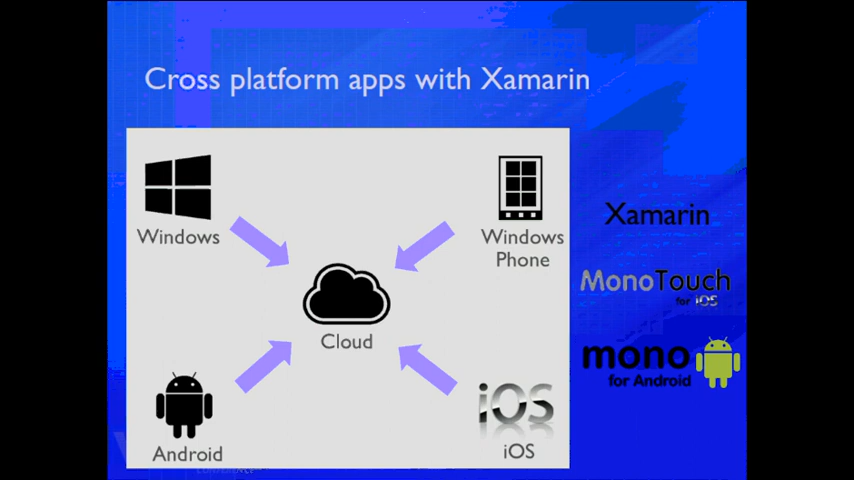 Cross platform apps with Xamarin
Windows
Windows
Phone
Cloud
Android
iOS
iOS
Xamarin
MonoTouch
for iOS
mono
for Android
CONFERENCE